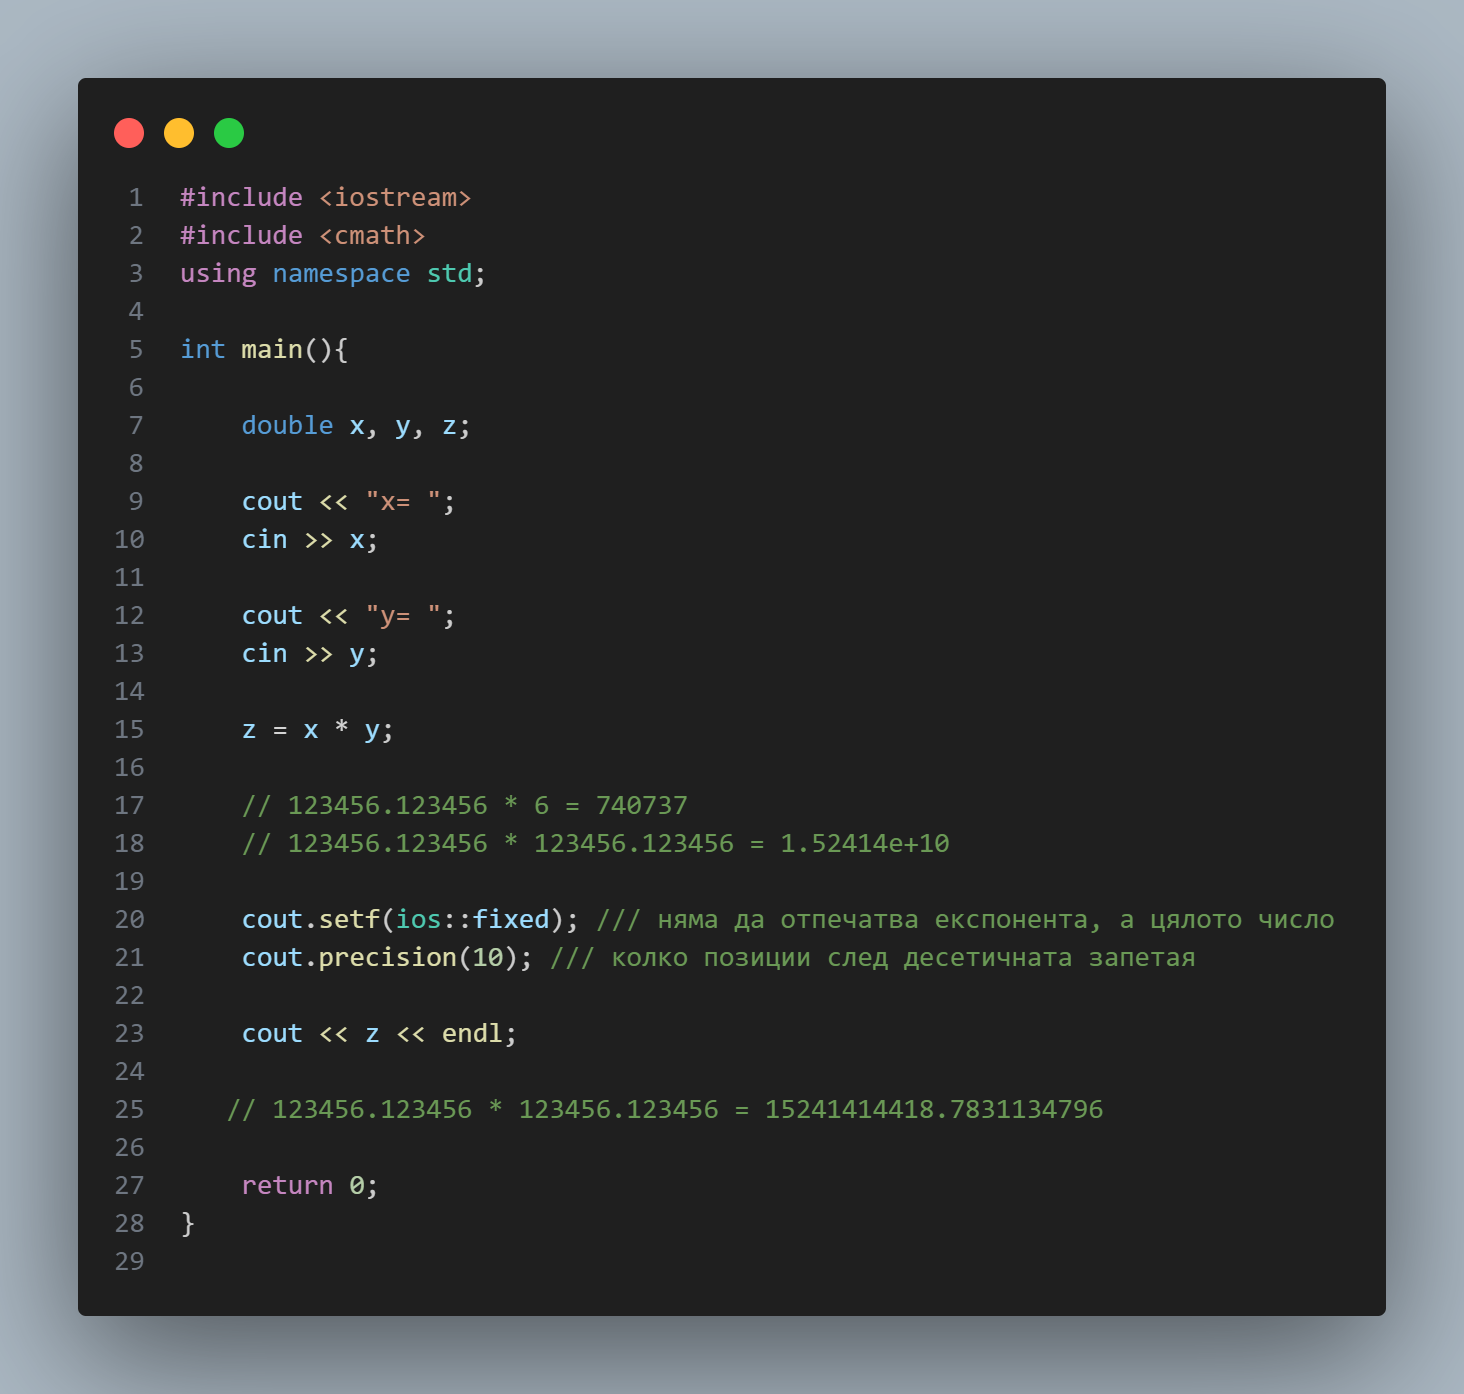 1 #include <iostream>
2 #include <cmath>
3 using namespace std;
4
5 int main(){
6
7     double x, y, z;
8
9     cout << "x= ";
10     cin >> x;
11
12     cout << "y= ";
13     cin >> y;
14
15     z = x * y;
16
17     // 123456.123456 * 6 = 740737
18     // 123456.123456 * 123456.123456 = 1.52414e+10
19
20     cout.setf(ios::fixed); /// няма да отпечатва експонента, а цялото число
21     cout.precision(10); /// колко позиции след десетичната запетая
22
23     cout << z << endl;
24
25    // 123456.123456 * 123456.123456 = 15241414418.7831134796
26
27     return 0;
28 }
29